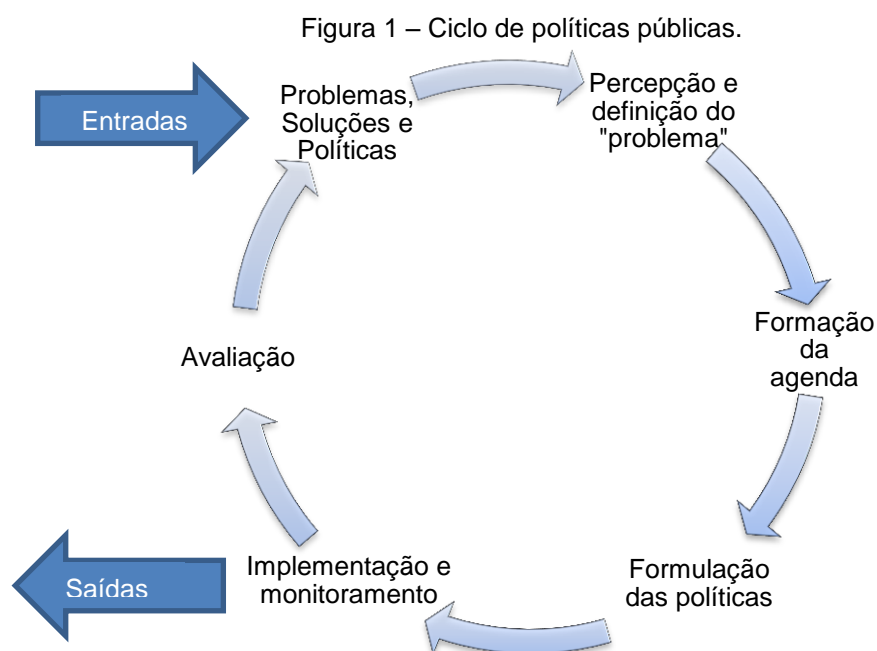 Figura 1 – Ciclo de políticas públicas.
Entradas
Problemas,
Soluções e
Políticas
Percepção e
definição do
"problema"
Formação
da
agenda
Formulação
das políticas
Implementação e
monitoramento
Saídas
Avaliação